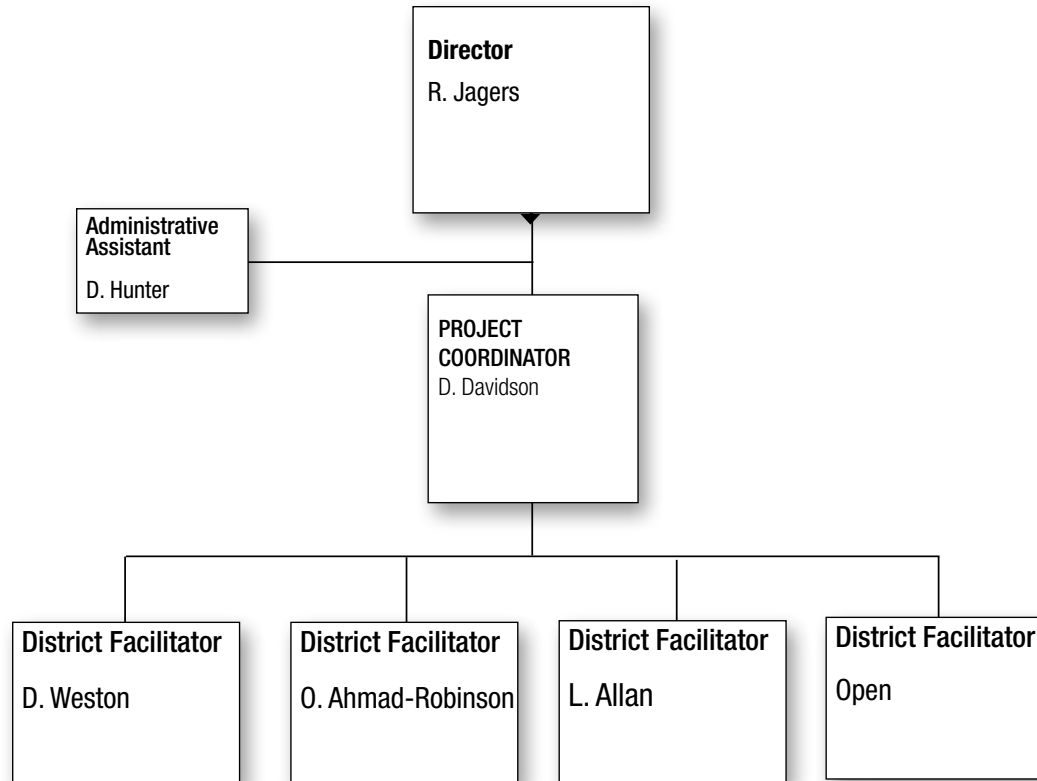 Director
R. Jagers
Administrative
Assistant
D. Hunter
PROJECT
COORDINATOR
D. Davidson
District Facilitator
D. Weston
District Facilitator
O. Ahmad-Robinson
District Facilitator
L. Allan
District Facilitator
Open